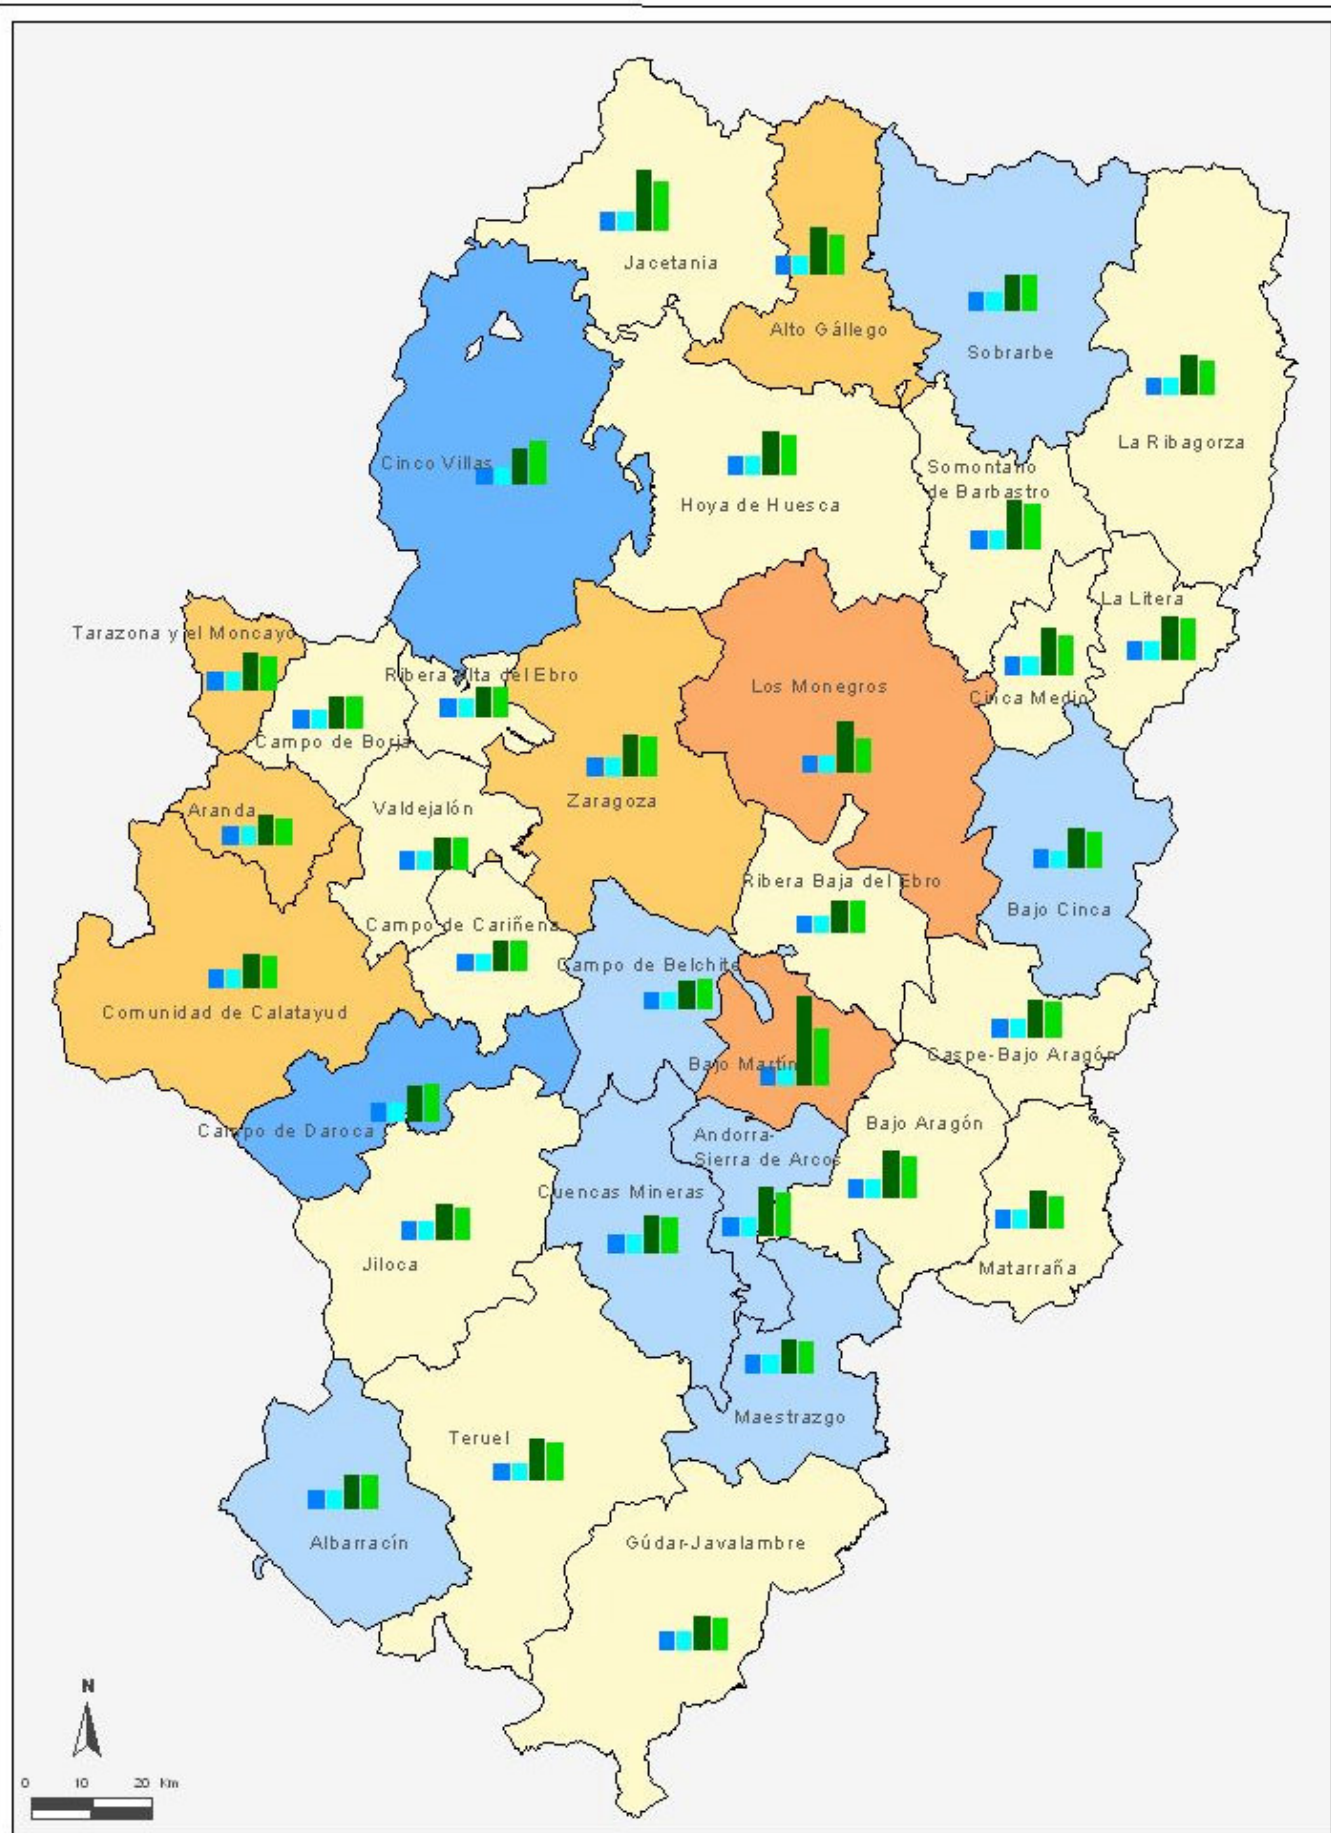 Jacetania
Alto Gállego
Sobrarbe
La Ribagorza
Cinco Villas
Somontano
de Barbastro
Hoya de Huesca
La Litera
Tarazona y el Moncayo
Ribera Alta del Ebro
Los Monegros
Cinca Medio
Campo de Borja
Zaragoza
Aranda
Valdejalón
Ribera Baja del Ebro
Bajo Cinca
Campo de Cariñena
Campo de Belchite
Comunidad de Calatayud
Caspe-Bajo Aragón
Bajo Martín
Bajo Aragón
Campo de Daroca
Andorra-
Sierra de Arcos
Cuencas Mineras
Jiloca
Matarraña
Maestrazgo
Teruel
Albarracín
Gúdar-Javalambre
N
0 10 20 Km